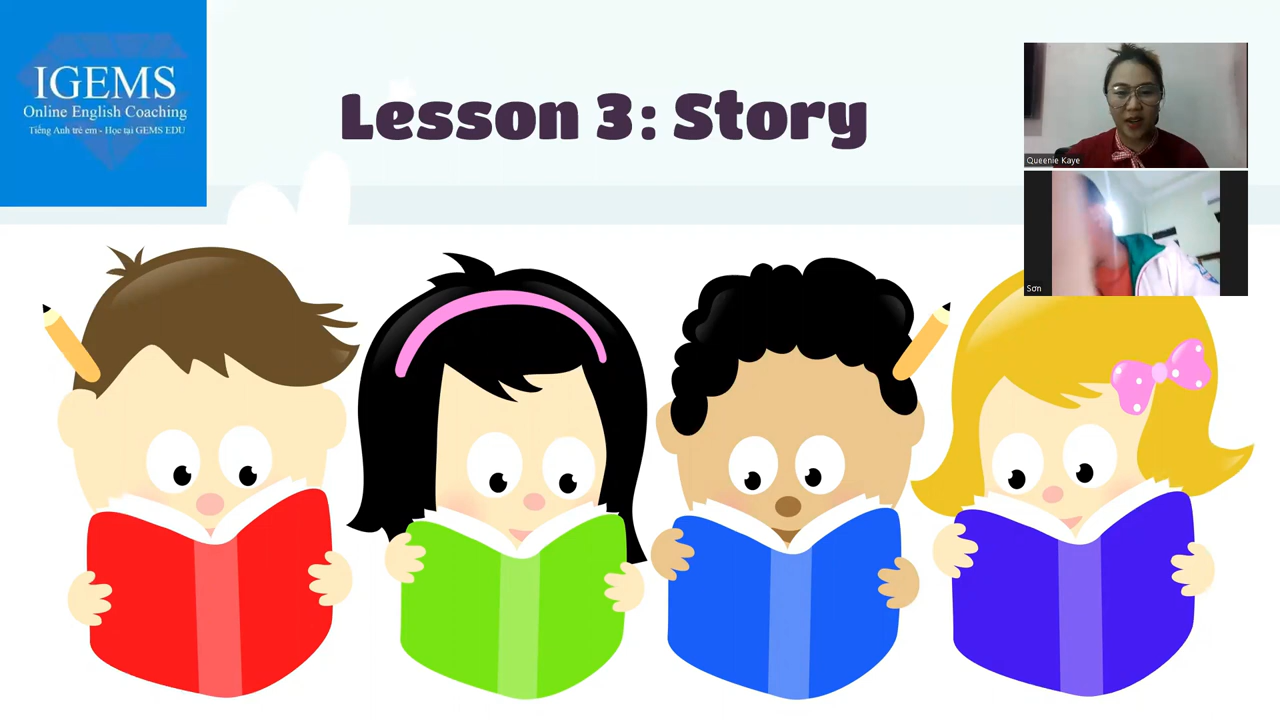 IGEMS
Online English Coaching
Tiếng Anh trẻ em - Học tại GEMS EDU
Lesson 3: Story
Queenie Kaye
Sơn